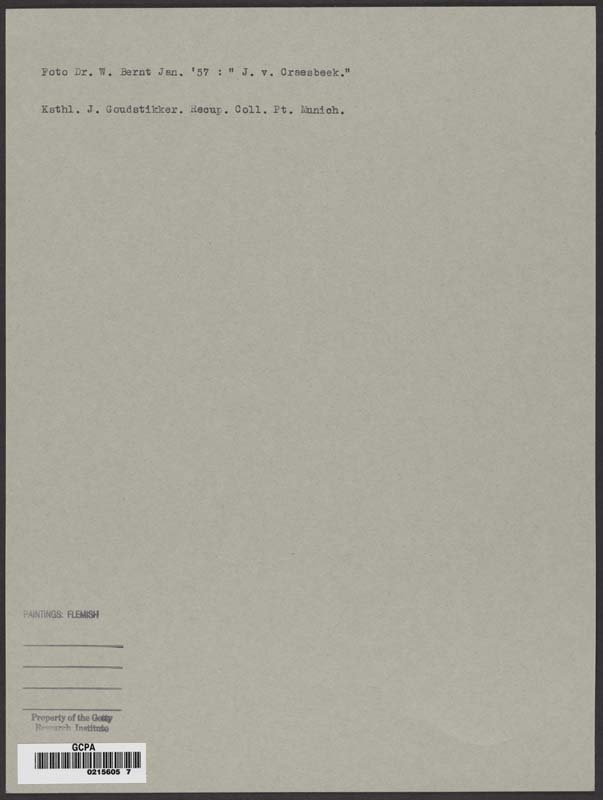 Foto Dr. W. Bernt Jan. '57 : " J. v. Craesbeek."
Ksthl. J. Goudstikker. Recup. Coll. Pt. Munich.
PAINTINGS: FLEMISH
Property of the Getty
Research Institute
GCPA
0215605 7